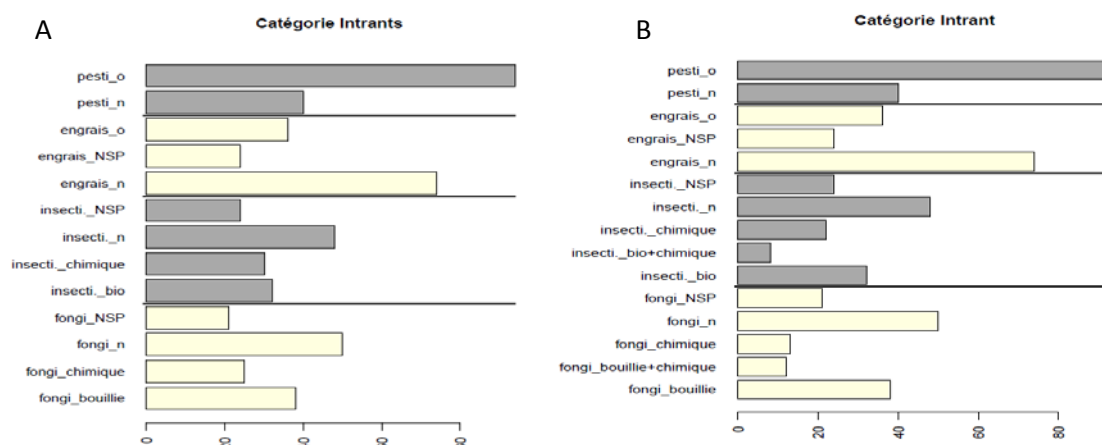 A
Catégorie Intrants
pesti_o
pesti_n
engrais_o
engrais_NSP
engrais_n
insecti._NSP
insecti._n
insecti._chimique
insecti._bio
fongi_NSP
fongi_n
fongi_chimique
fongi_bouillie
B
Catégorie Intrant
pesti_o
pesti_n
engrais_o
engrais_NSP
engrais_n
insecti._NSP
insecti._n
insecti._chimique
insecti._bio+chimique
insecti._bio
fongi_NSP
fongi_n
fongi_chimique
fongi_bouillie+chimique
fongi_bouillie
0 20 40 60 80